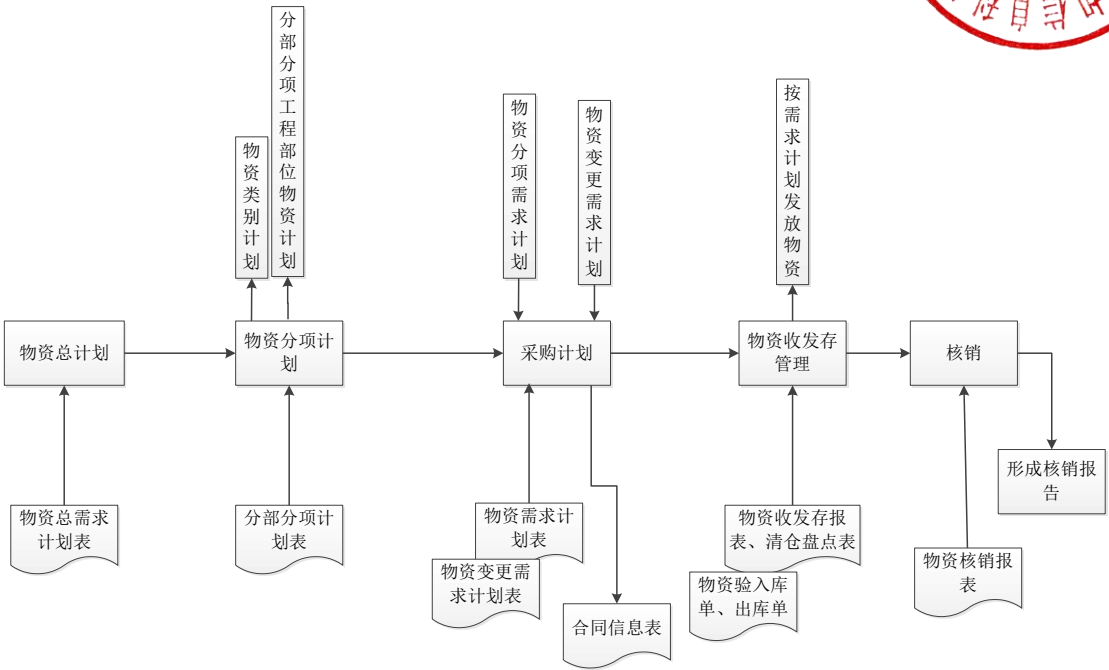 分部分项工程部位物资计划
物资类别计划
物资分项需求计划
物资变更需求计划
按需求计划发放物资
物资总计划
物资分项计
划
采购计划
物资收发存
管理
核销
形成核销报
告
物资总需求
计划表
分部分项计
划表
物资需求计
划表
物资变更需
求计划表
合同信息表
物资收发存报
表、清仓盘点表
物资验入库
单、出库单
物资核销报
表